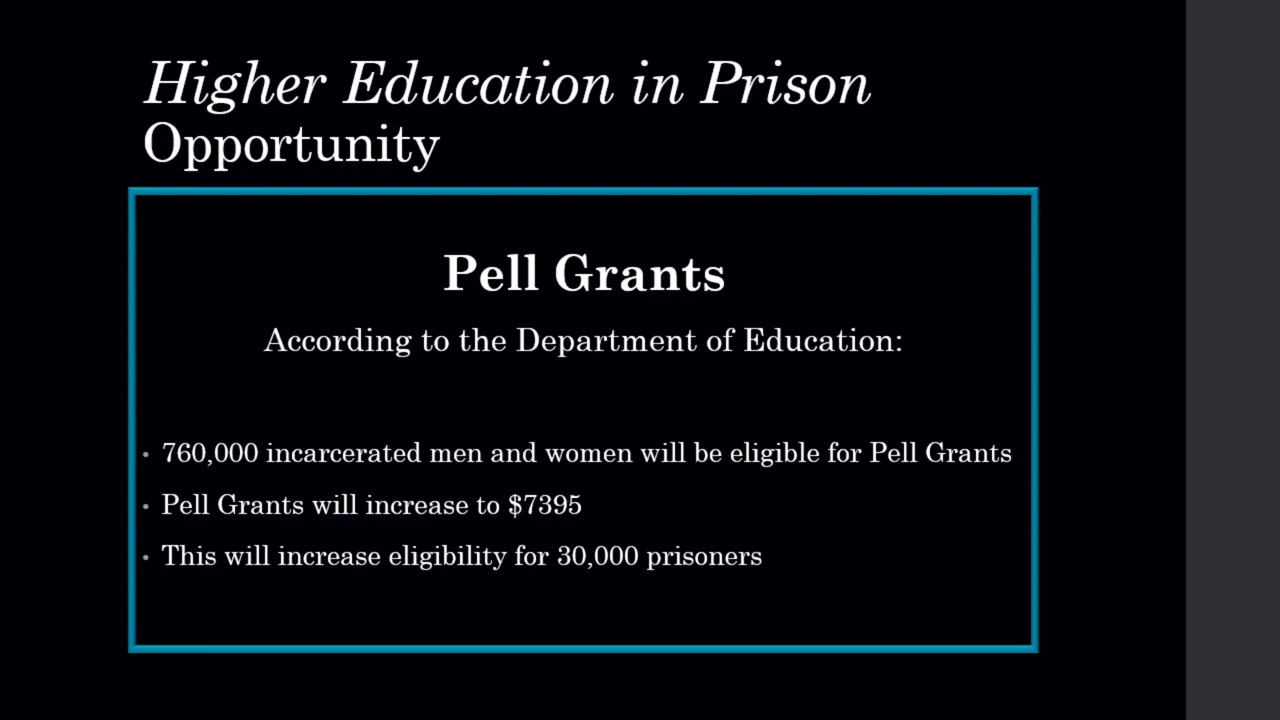 Higher Education in Prison
Opportunity
Pell Grants
According to the Department of Education:
• 760,000 incarcerated men and women will be eligible for Pell Grants
• Pell Grants will increase to $7395
• This will increase eligibility for 30,000 prisoners